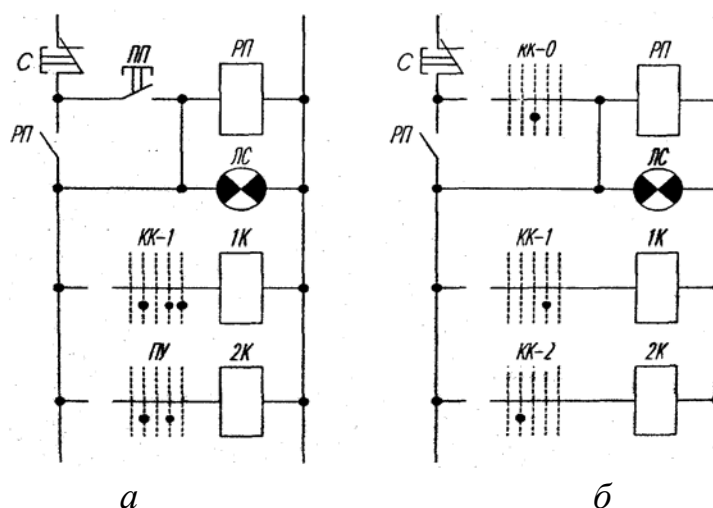 ПП РП кк-0 РП
С С
РП ЛС РП ЛС
КК-1 1К КК-1 1К
ПУ 2К КК-2 2К
а б